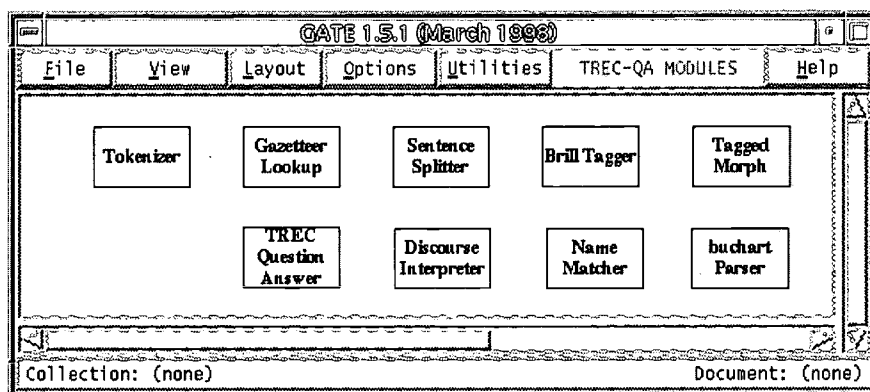 GATE 1.5.1 (March 1998)
File View Layout Options Utilities TREC-QA MODULES Help
Tokenizer
Gazetteer
Lookup
Sentence
Splitter
Brill Tagger
Tagged
Morph
TREC
Question
Answer
Discourse
Interpreter
Name
Matcher
buchart
Parser
Collection: (none) Document: (none)